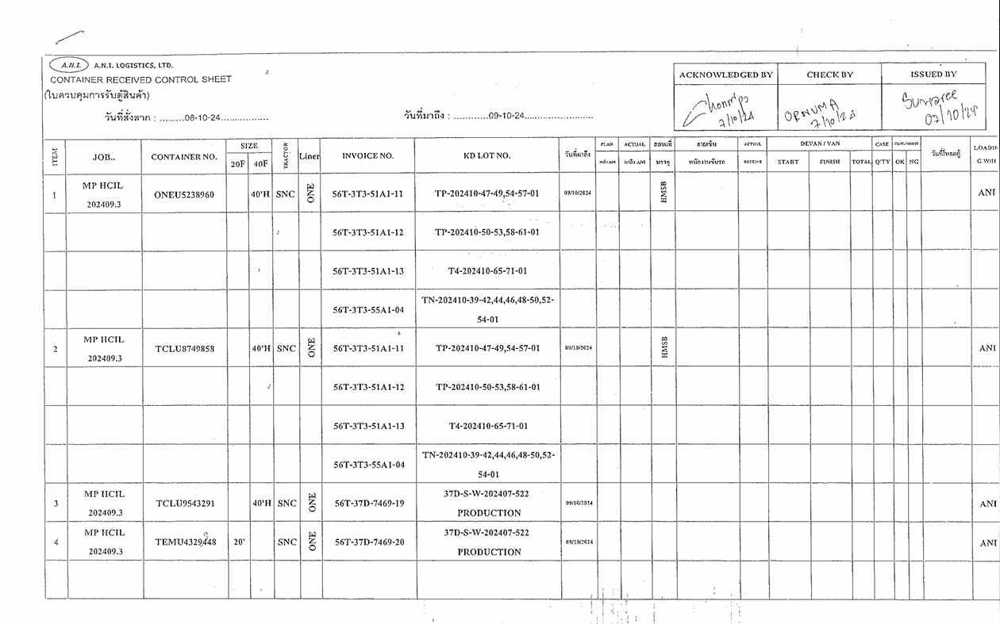 A.N.I. A.N.I. LOGISTICS, LTD.
CONTAINER RECEIVED CONTROL SHEET
(ใบควบคุมการรับตู้สินค้า)
วันที่สั่งลาก : .........08-10-24.................
วันที่มาถึง : ............09-10-24........................
ACKNOWLEDGED BY CHECK BY ISSUED BY
7/10/24 ORNUMA 7/10/24 Sumaree 07/10/24
ITEM JOB.. CONTAINER NO. SIZE TRACTOR Liner INVOICE NO. KD LOT NO. วันที่มาถึง PLAN ACTUAL สถานที่ ลายเซ็น ACTUAL DEVAN / VAN CASE วันที่โหลดตู้ LOADIN
20F 40F มาถึง ANI บรรจุ พนักงานขับรถ RECEIVE START FINISH TOTAL Q'TY OK NG G W/H
1 MP HCIL 202409.3 ONEU5238960 40'H SNC ONE 56T-3T3-51A1-11 TP-202410-47-49,54-57-01 09/10/2024 HMSB ANI
56T-3T3-51A1-12 TP-202410-50-53,58-61-01
56T-3T3-51A1-13 T4-202410-65-71-01
56T-3T3-55A1-04 TN-202410-39-42,44,46,48-50,52-
54-01
2 MP HCIL 202409.3 TCLU8749858 40'H SNC ONE 56T-3T3-51A1-11 TP-202410-47-49,54-57-01 09/10/2024 HMSB ANI
56T-3T3-51A1-12 TP-202410-50-53,58-61-01
56T-3T3-51A1-13 T4-202410-65-71-01
56T-3T3-55A1-04 TN-202410-39-42,44,46,48-50,52-
54-01
3 MP HCIL 202409.3 TCLU9543291 40'H SNC ONE 56T-37D-7469-19 37D-S-W-202407-522 PRODUCTION 09/10/2024 ANI
4 MP HCIL 202409.3 TEMU4329448 20' SNC ONE 56T-37D-7469-20 37D-S-W-202407-522 PRODUCTION 09/10/2024 ANI